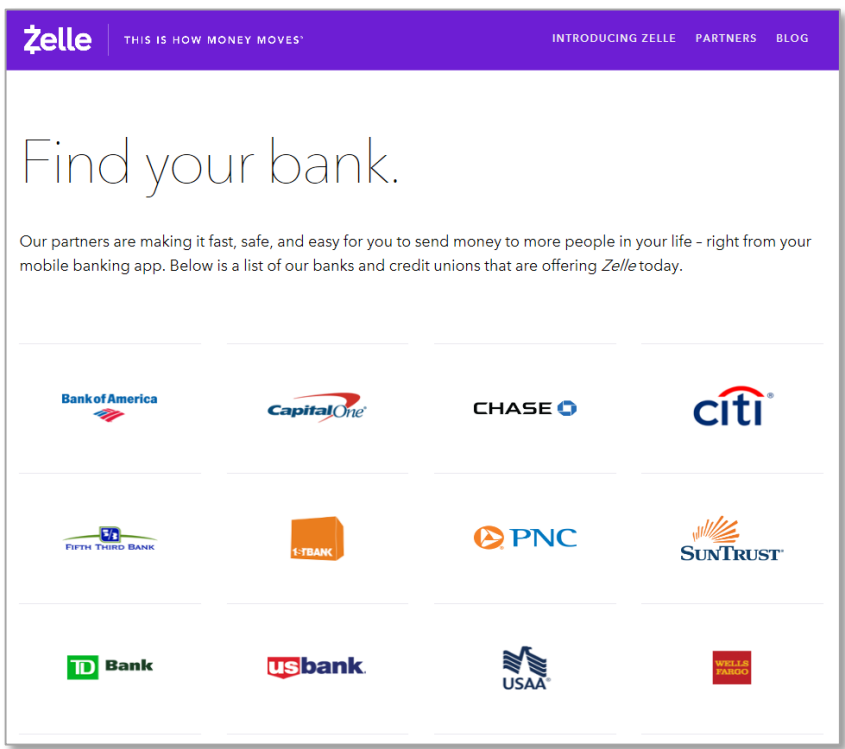 Zelle THIS IS HOW MONEY MOVES℠ INTRODUCING ZELLE PARTNERS BLOG
Find your bank.
Our partners are making it fast, safe, and easy for you to send money to more people in your life – right from your
mobile banking app. Below is a list of our banks and credit unions that are offering Zelle today.
Bank of America CapitalOne® CHASE citi®
FIFTH THIRD BANK 1STBANK PNC SUNTRUST®
TD Bank usbank. USAA® WELLS
FARGO